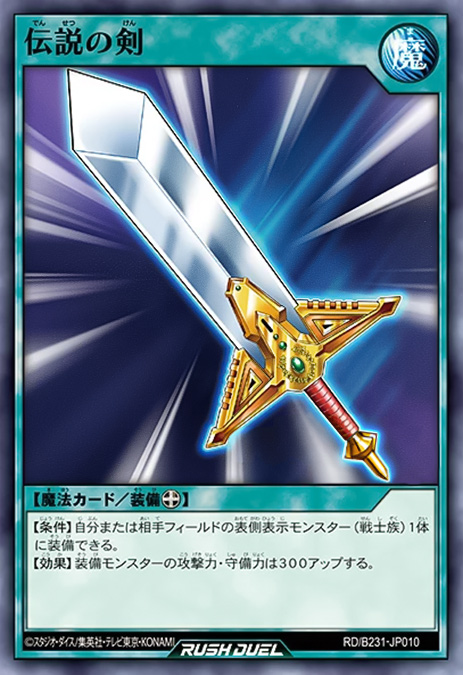 伝説の剣
魔
【魔法カード／装備】
【条件】自分または相手フィールドの表側表示モンスター（戦士族）1体
に装備できる。
【効果】装備モンスターの攻撃力・守備力は300アップする。
©スタジオ・ダイス/集英社・テレビ東京・KONAMI
RUSH DUEL
RD/B231-JP010